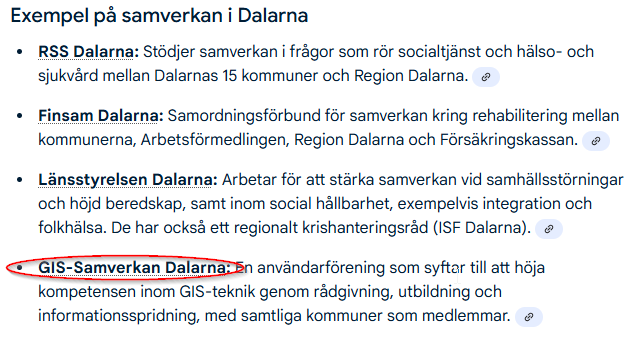 Exempel på samverkan i Dalarna
• RSS Dalarna: Stödjer samverkan i frågor som rör socialtjänst och hälso- och
sjukvård mellan Dalarnas 15 kommuner och Region Dalarna.
• Finsam Dalarna: Samordningsförbund för samverkan kring rehabilitering mellan
kommunerna, Arbetsförmedlingen, Region Dalarna och Försäkringskassan.
• Länsstyrelsen Dalarna: Arbetar för att stärka samverkan vid samhällsstörningar
och höjd beredskap, samt inom social hållbarhet, exempelvis integration och
folkhälsa. De har också ett regionalt krishanteringsråd (ISF Dalarna).
• GIS-Samverkan Dalarna: En användarförening som syftar till att höja
kompetensen inom GIS-teknik genom rådgivning, utbildning och
informationsspridning, med samtliga kommuner som medlemmar.